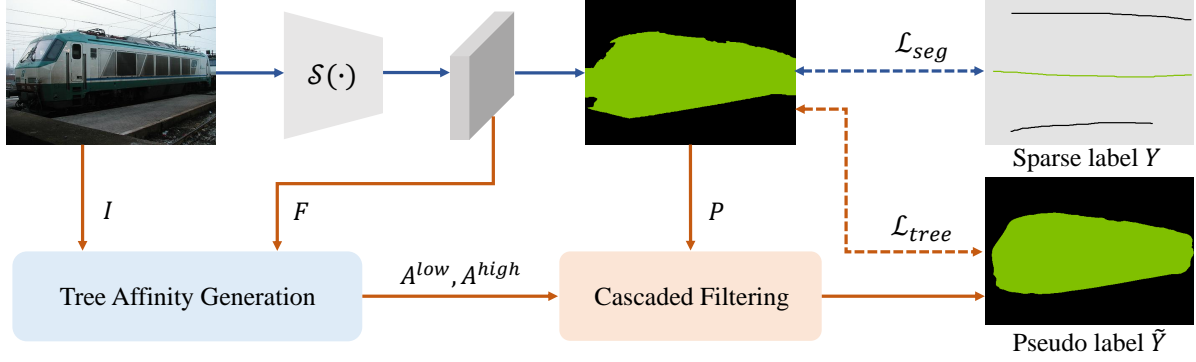 𝒮(·)
ℒ_seg
Sparse label Y
I
F
P
ℒ_tree
Tree Affinity Generation
A^low, A^high
Cascaded Filtering
Pseudo label Ỹ